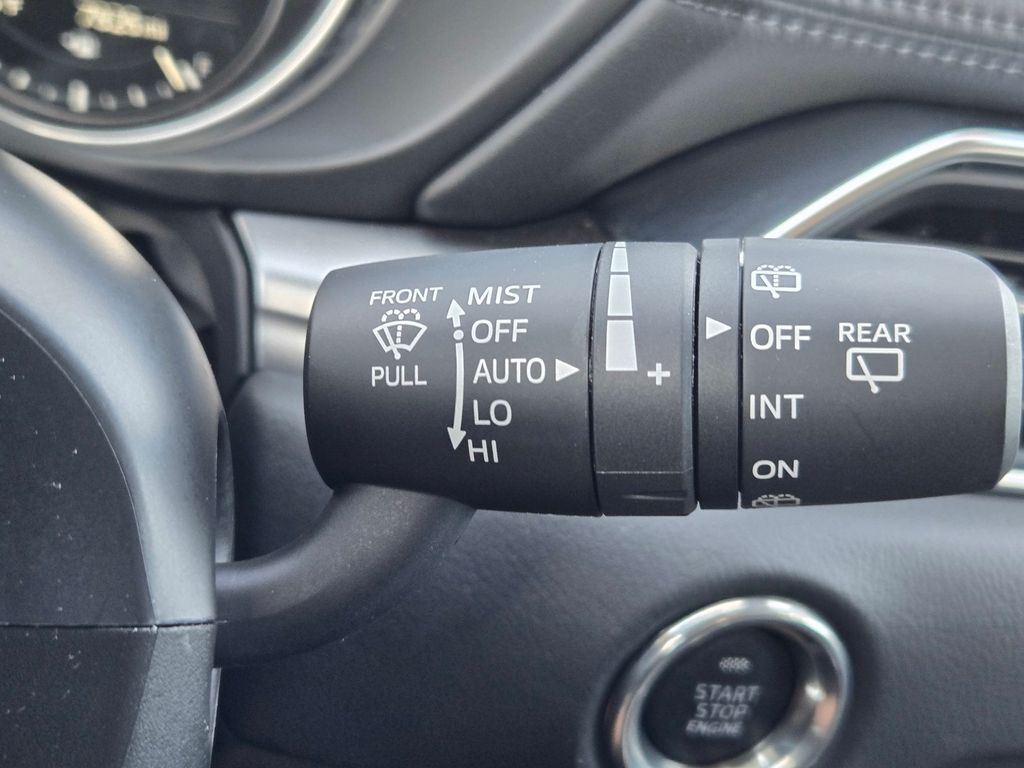 FRONT
PULL
MIST
OFF
AUTO
LO
HI
+
OFF
INT
ON
REAR
START
STOP
ENGINE